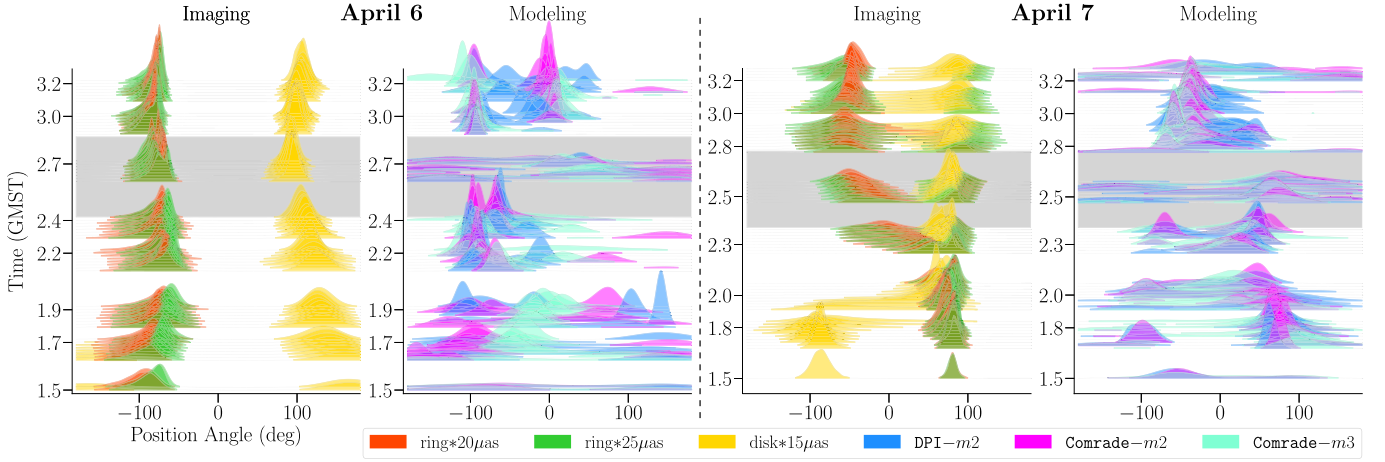 Imaging April 6 Modeling Imaging April 7 Modeling
3.2 3.2 3.2 3.2
3.0 3.0 3.0 3.0
2.7 2.7 2.8 2.8
2.4 2.4 2.5 2.5
2.2 2.2 2.3 2.3
1.9 1.9 2.0 2.0
1.7 1.7 1.8 1.8
1.5 1.5 1.5 1.5
Time (GMST)
−100 0 100 −100 0 100 −100 0 100 −100 0 100
Position Angle (deg)
ring*20μas ring*25μas disk*15μas DPI−m2 Comrade−m2 Comrade−m3